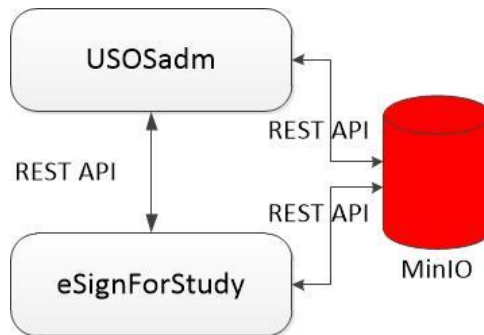 USOSadm
REST API
REST API
REST API
eSignForStudy
MinIO